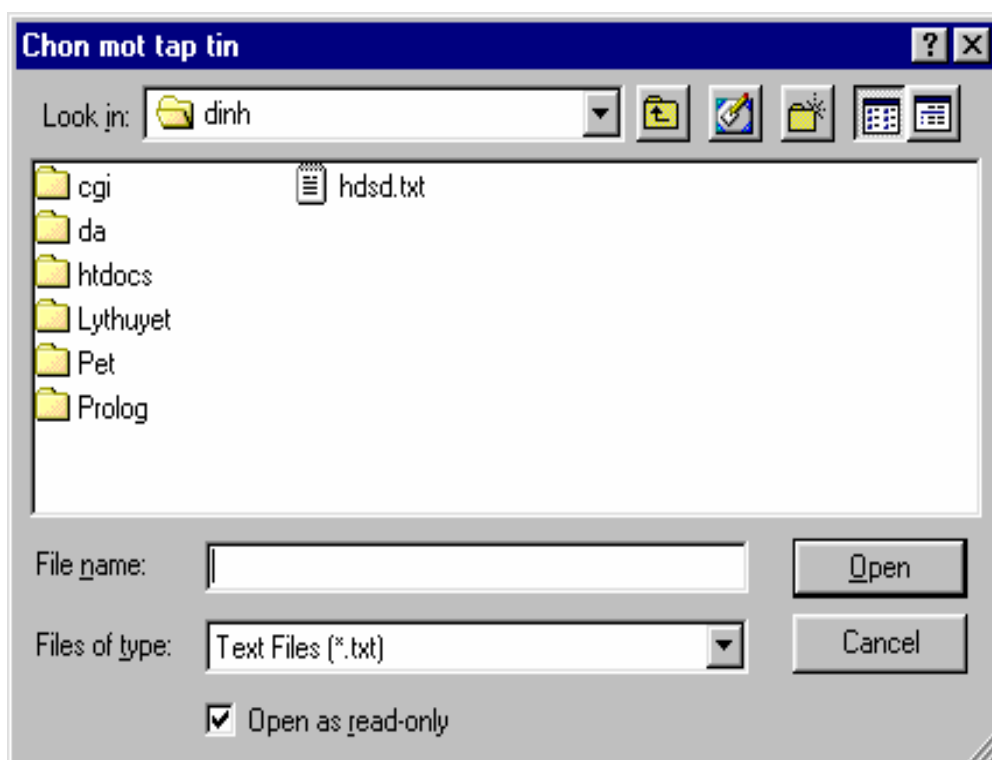 Chon mot tap tin
Look in: dinh
cgi hdsd.txt
da
htdocs
Lythuyet
Pet
Prolog
File name: Open
Files of type: Text Files (*.txt) Cancel
Open as read-only